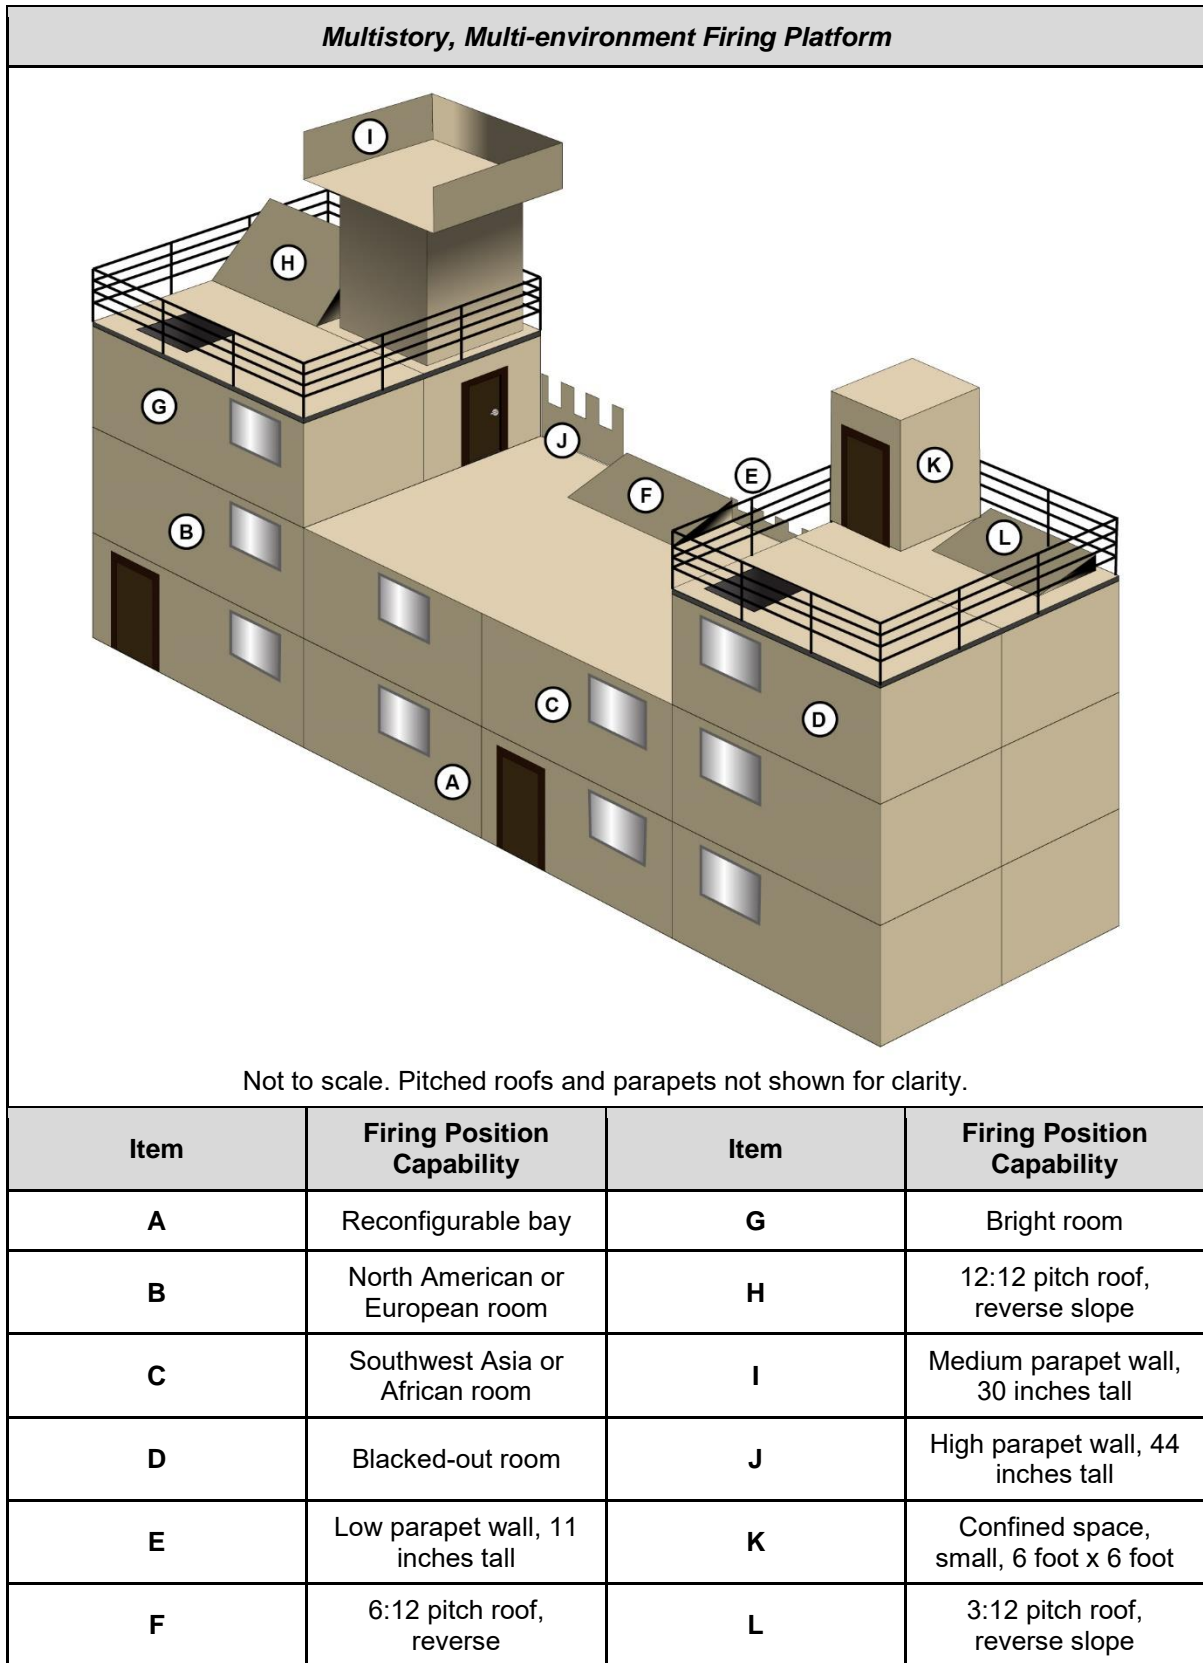 Multistory, Multi-environment Firing Platform
I
H
G
J
K
E
F
B
L
C
D
A
Not to scale. Pitched roofs and parapets not shown for clarity.
Item
Firing Position
Capability
Item
Firing Position
Capability
A
Reconfigurable bay
G
Bright room
B
North American or
European room
H
12:12 pitch roof,
reverse slope
C
Southwest Asia or
African room
I
Medium parapet wall,
30 inches tall
D
Blacked-out room
J
High parapet wall, 44
inches tall
E
Low parapet wall, 11
inches tall
K
Confined space,
small, 6 foot x 6 foot
F
6:12 pitch roof,
reverse
L
3:12 pitch roof,
reverse slope